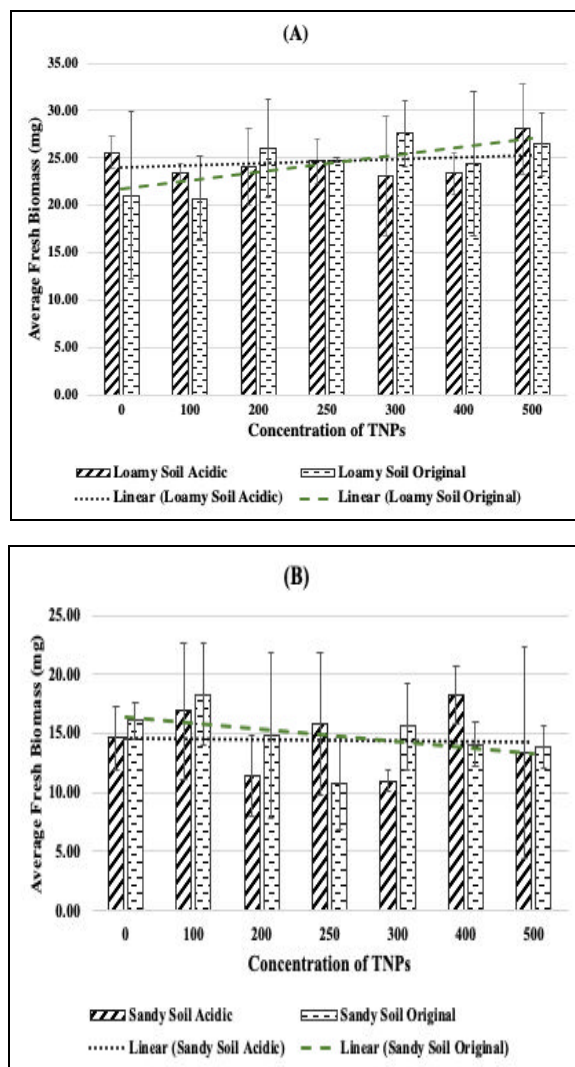 (A)
Average Fresh Biomass (mg)
35.00
30.00
25.00
20.00
15.00
10.00
5.00
0.00
0 100 200 250 300 400 500
Concentration of TNPs
Loamy Soil Acidic Loamy Soil Original
Linear (Loamy Soil Acidic) Linear (Loamy Soil Original)
(B)
Average Fresh Biomass (mg)
25.00
20.00
15.00
10.00
5.00
0.00
0 100 200 250 300 400 500
Concentration of TNPs
Sandy Soil Acidic Sandy Soil Original
Linear (Sandy Soil Acidic) Linear (Sandy Soil Original)